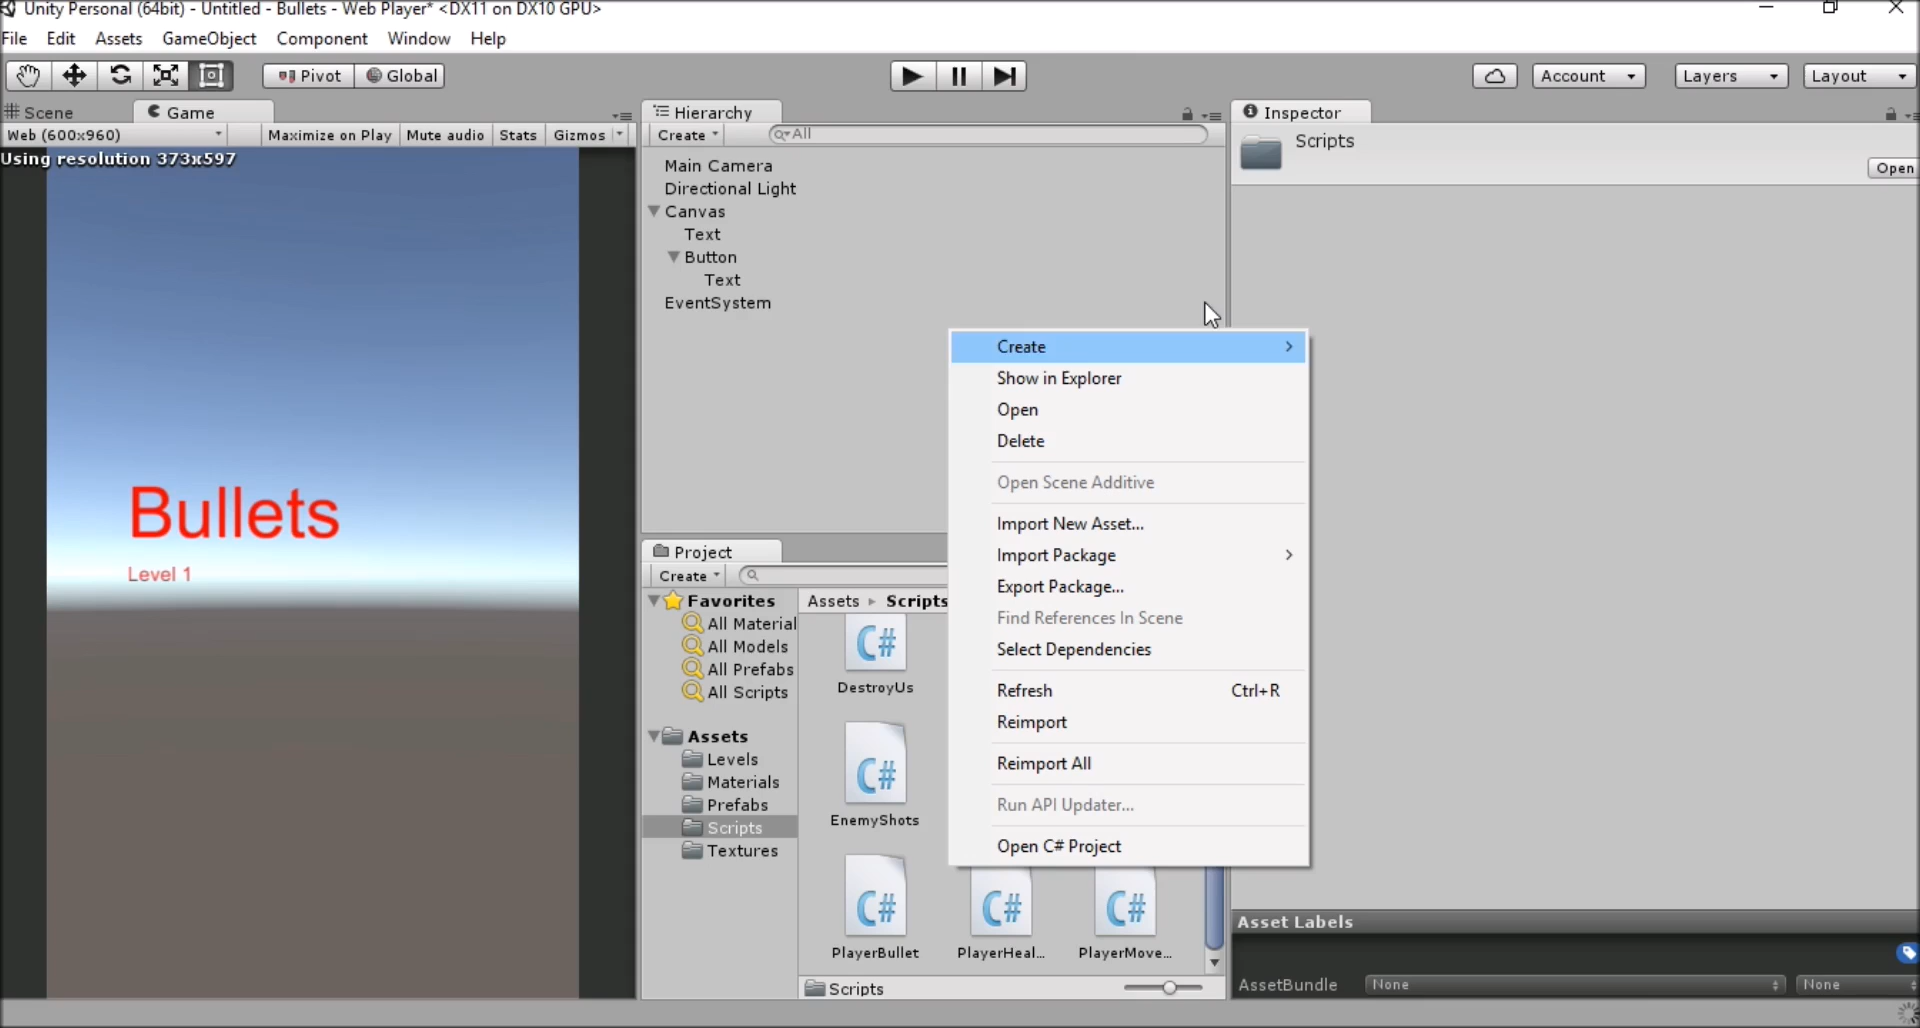 Unity Personal (64bit) - Untitled - Bullets - Web Player* <DX11 on DX10 GPU>
File Edit Assets GameObject Component Window Help
Pivot Global Account Layers Layout
Scene Game
Web (600x960) Maximize on Play Mute audio Stats Gizmos
Using resolution 373x597
Bullets
Level 1
Hierarchy
Create All
Main Camera
Directional Light
Canvas
Text
Button
Text
EventSystem
Project
Create
Favorites
All Material
All Models
All Prefabs
All Scripts
Assets
Levels
Materials
Prefabs
Scripts
Textures
Assets Scripts
C#
DestroyUs
C#
EnemyShots
C# C# C#
PlayerBullet PlayerHeal... PlayerMove...
Scripts
Create
Show in Explorer
Open
Delete
Open Scene Additive
Import New Asset...
Import Package
Export Package...
Find References In Scene
Select Dependencies
Refresh Ctrl+R
Reimport
Reimport All
Run API Updater...
Open C# Project
Inspector
Scripts
Open
Asset Labels
AssetBundle None None